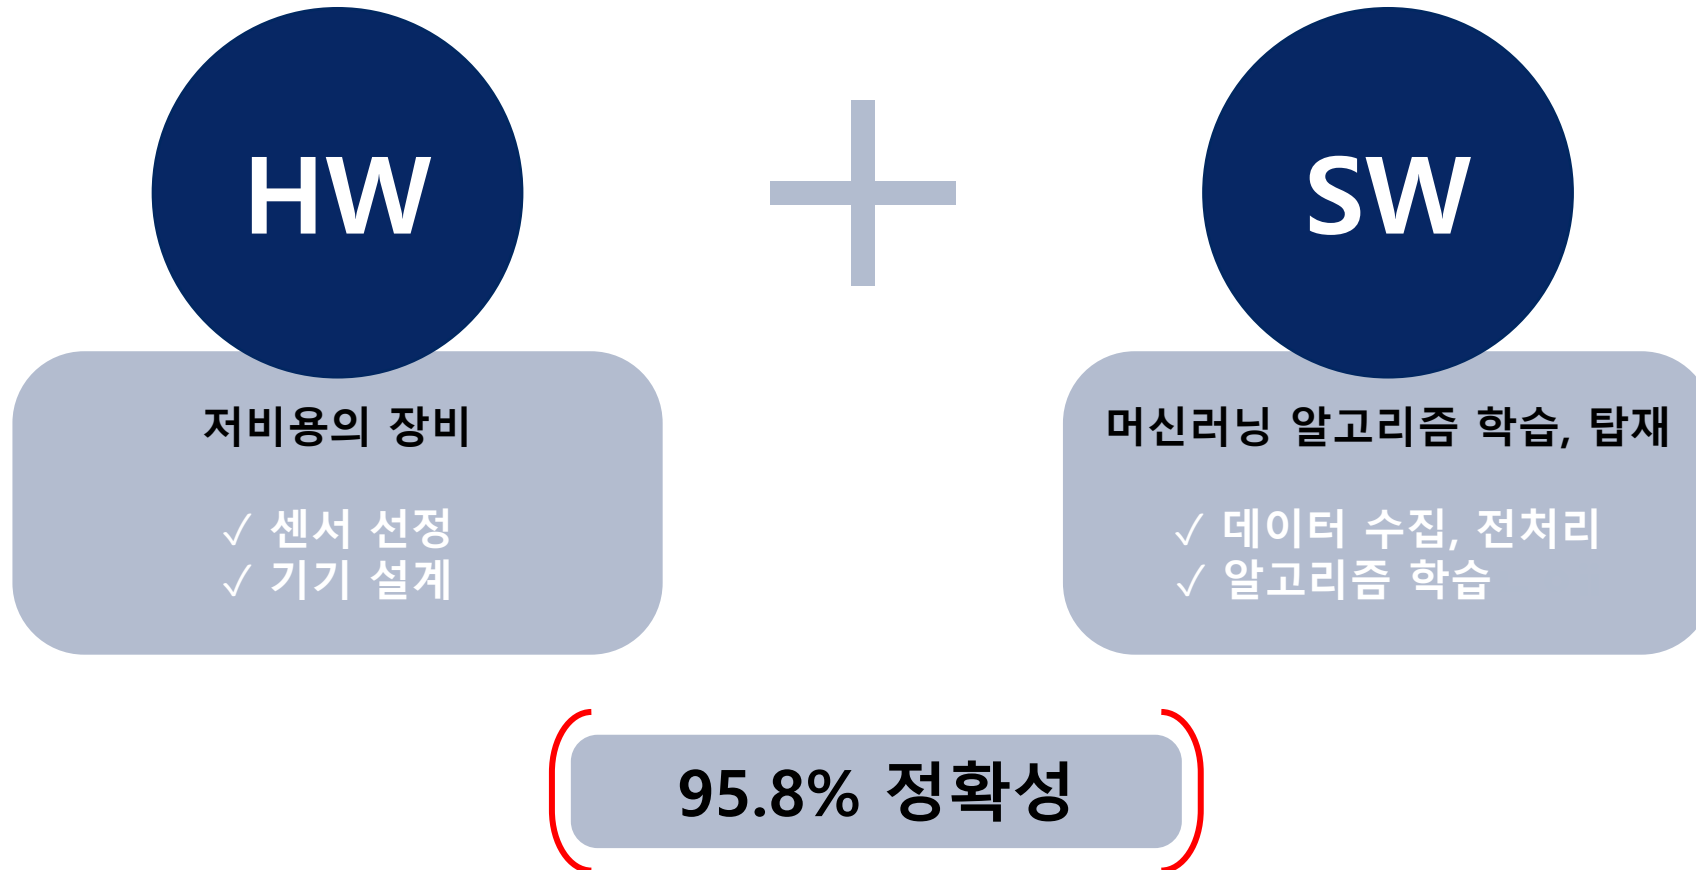 HW
저비용의 장비
✓ 센서 선정
✓ 기기 설계
SW
머신러닝 알고리즘 학습, 탑재
✓ 데이터 수집, 전처리
✓ 알고리즘 학습
95.8% 정확성